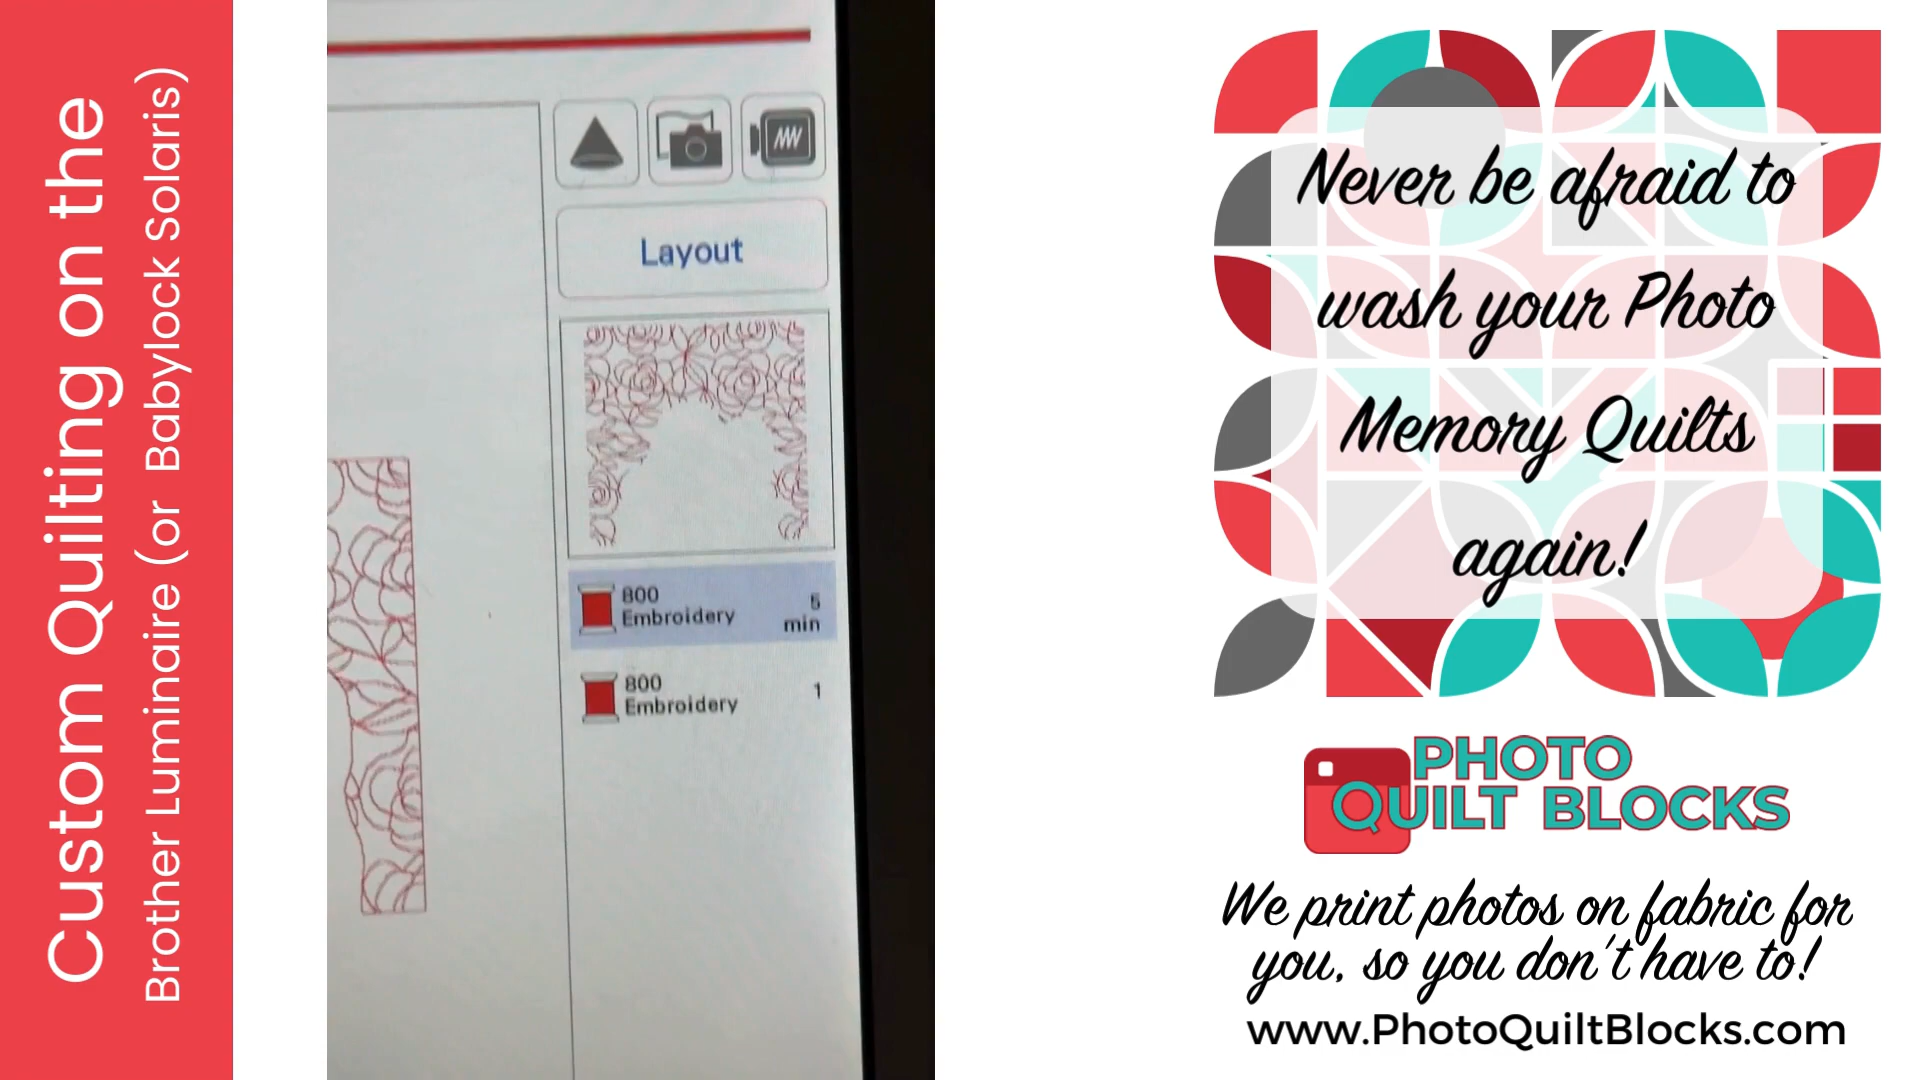 Custom Quilting on the
Brother Luminaire (or Babylock Solaris)
Layout
800
Embroidery
5
min
800
Embroidery
1
Never be afraid to
wash your Photo
Memory Quilts
again!
PHOTO
QUILT BLOCKS
We print photos on fabric for
you, so you don't have to!
www.PhotoQuiltBlocks.com